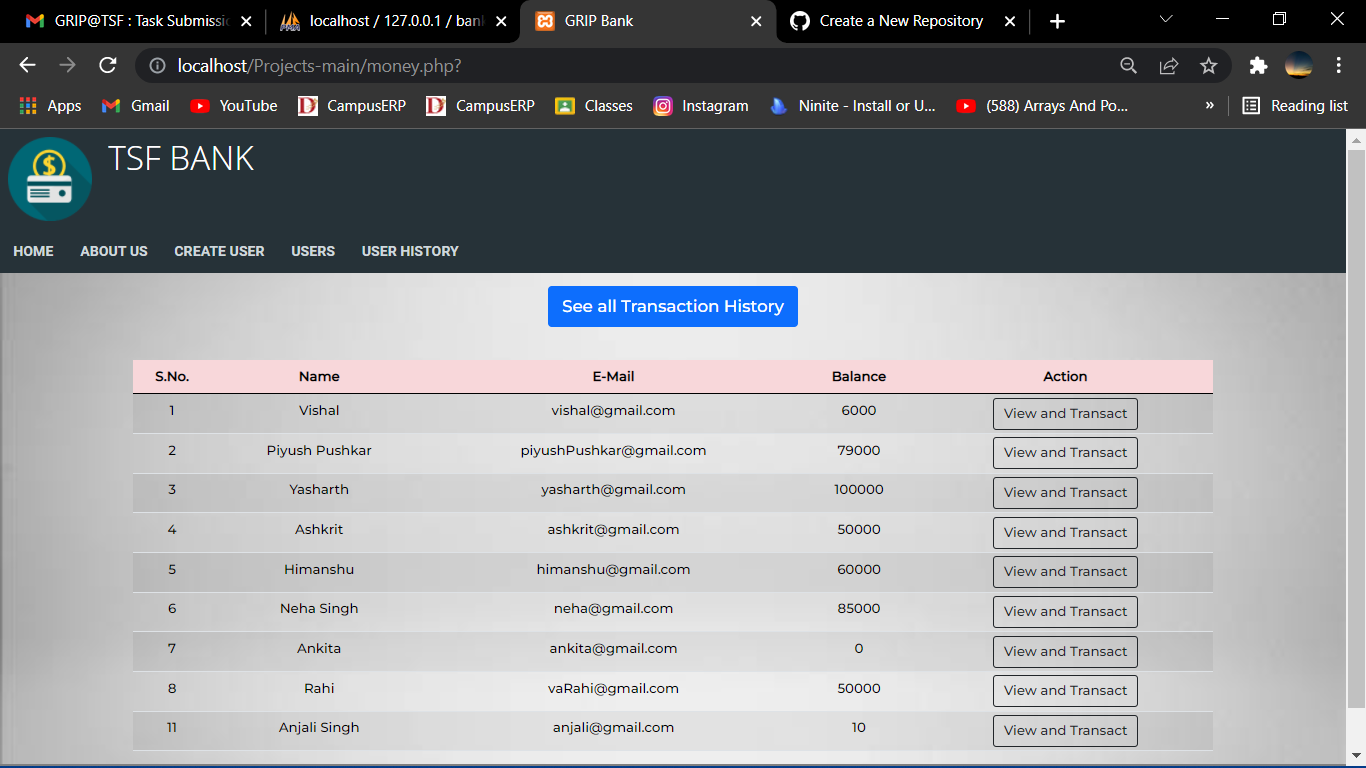 GRIP@TSF : Task Submissi localhost / 127.0.0.1 / bank GRIP Bank Create a New Repository
localhost/Projects-main/money.php?
Apps Gmail YouTube CampusERP CampusERP Classes Instagram Ninite - Install or U... (588) Arrays And Po... » Reading list
TSF BANK
HOME ABOUT US CREATE USER USERS USER HISTORY
See all Transaction History
S.No. Name E-Mail Balance Action
1 Vishal vishal@gmail.com 6000 View and Transact
2 Piyush Pushkar piyushPushkar@gmail.com 79000 View and Transact
3 Yasharth yasharth@gmail.com 100000 View and Transact
4 Ashkrit ashkrit@gmail.com 50000 View and Transact
5 Himanshu himanshu@gmail.com 60000 View and Transact
6 Neha Singh neha@gmail.com 85000 View and Transact
7 Ankita ankita@gmail.com 0 View and Transact
8 Rahi vaRahi@gmail.com 50000 View and Transact
11 Anjali Singh anjali@gmail.com 10 View and Transact